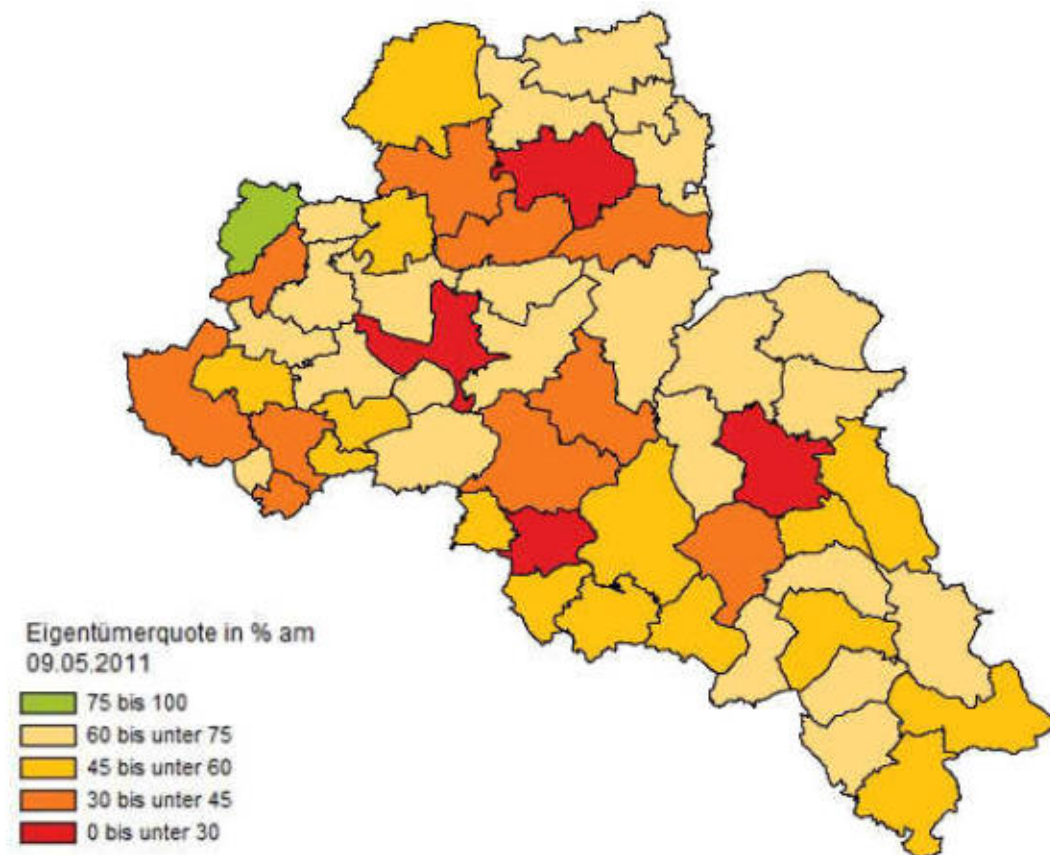 Eigentümerquote in % am
09.05.2011
75 bis 100
60 bis unter 75
45 bis unter 60
30 bis unter 45
0 bis unter 30